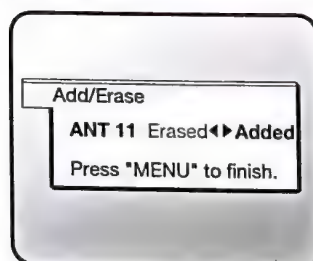 Add/Erase
ANT 11 Erased◀▶Added
Press "MENU" to finish.